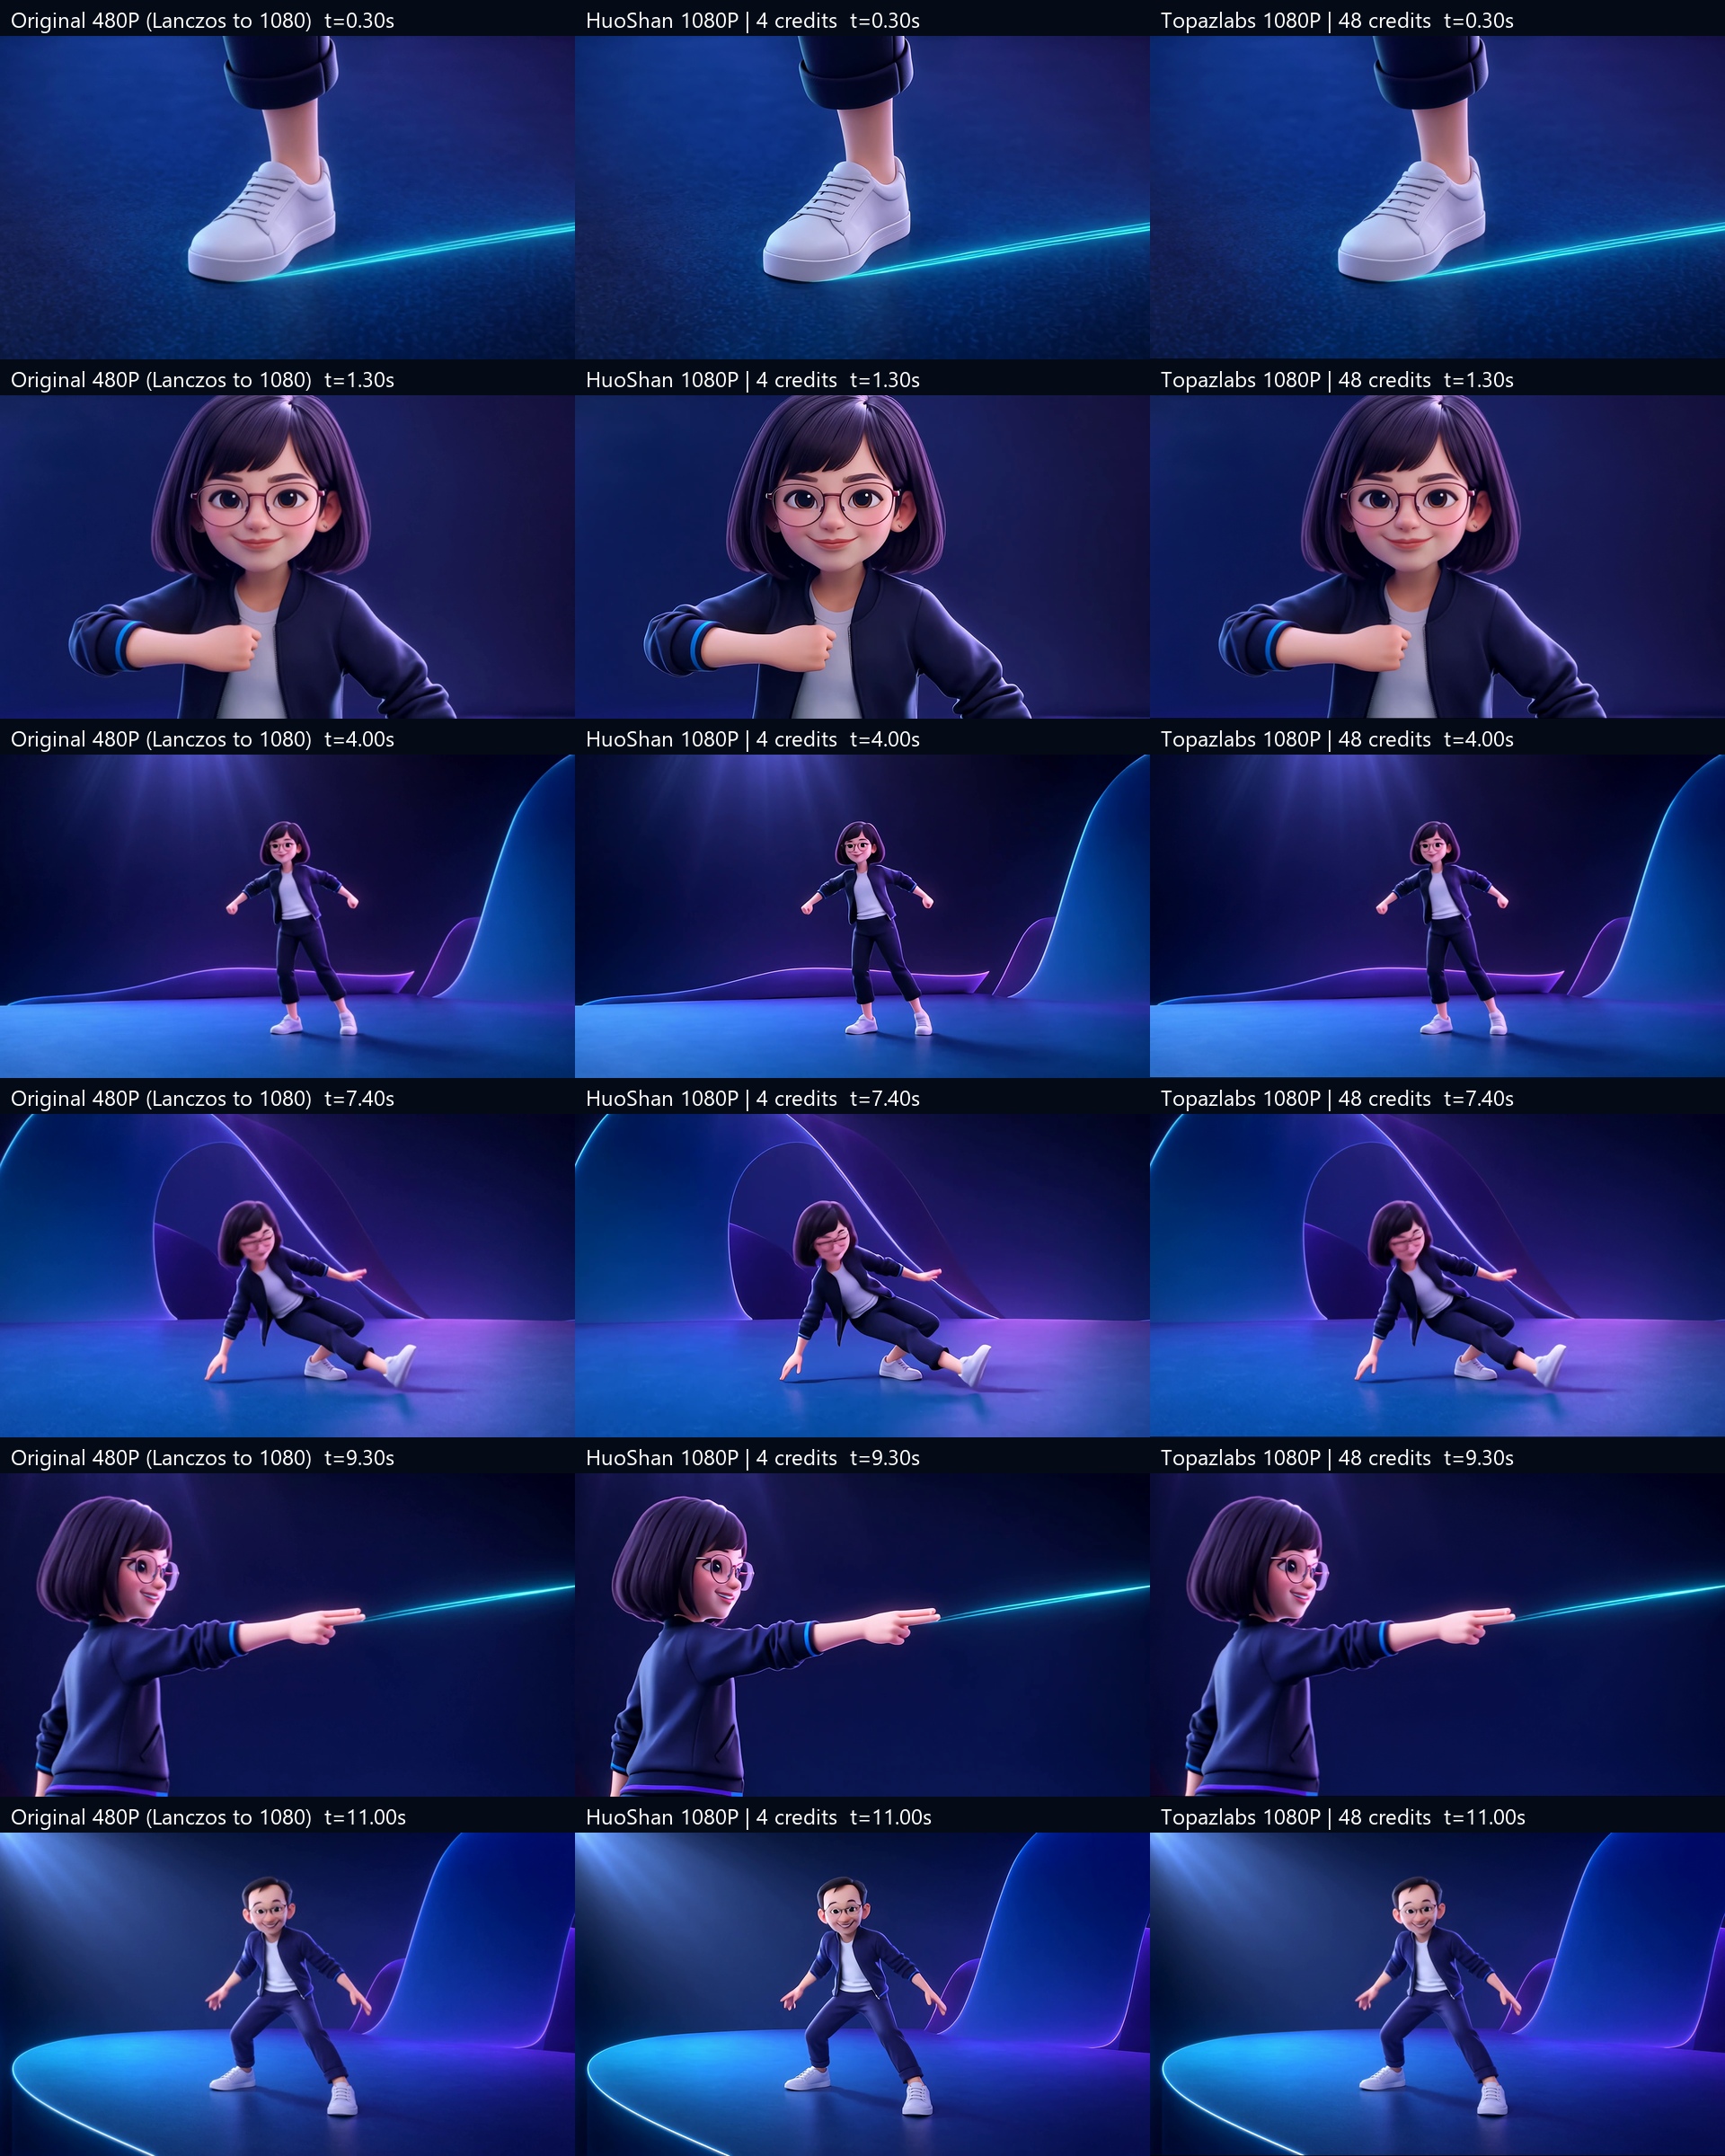 Original 480P (Lanczos to 1080)  t=0.30s
HuoShan 1080P | 4 credits  t=0.30s
Topazlabs 1080P | 48 credits  t=0.30s
Original 480P (Lanczos to 1080)  t=1.30s
HuoShan 1080P | 4 credits  t=1.30s
Topazlabs 1080P | 48 credits  t=1.30s
Original 480P (Lanczos to 1080)  t=4.00s
HuoShan 1080P | 4 credits  t=4.00s
Topazlabs 1080P | 48 credits  t=4.00s
Original 480P (Lanczos to 1080)  t=7.40s
HuoShan 1080P | 4 credits  t=7.40s
Topazlabs 1080P | 48 credits  t=7.40s
Original 480P (Lanczos to 1080)  t=9.30s
HuoShan 1080P | 4 credits  t=9.30s
Topazlabs 1080P | 48 credits  t=9.30s
Original 480P (Lanczos to 1080)  t=11.00s
HuoShan 1080P | 4 credits  t=11.00s
Topazlabs 1080P | 48 credits  t=11.00s